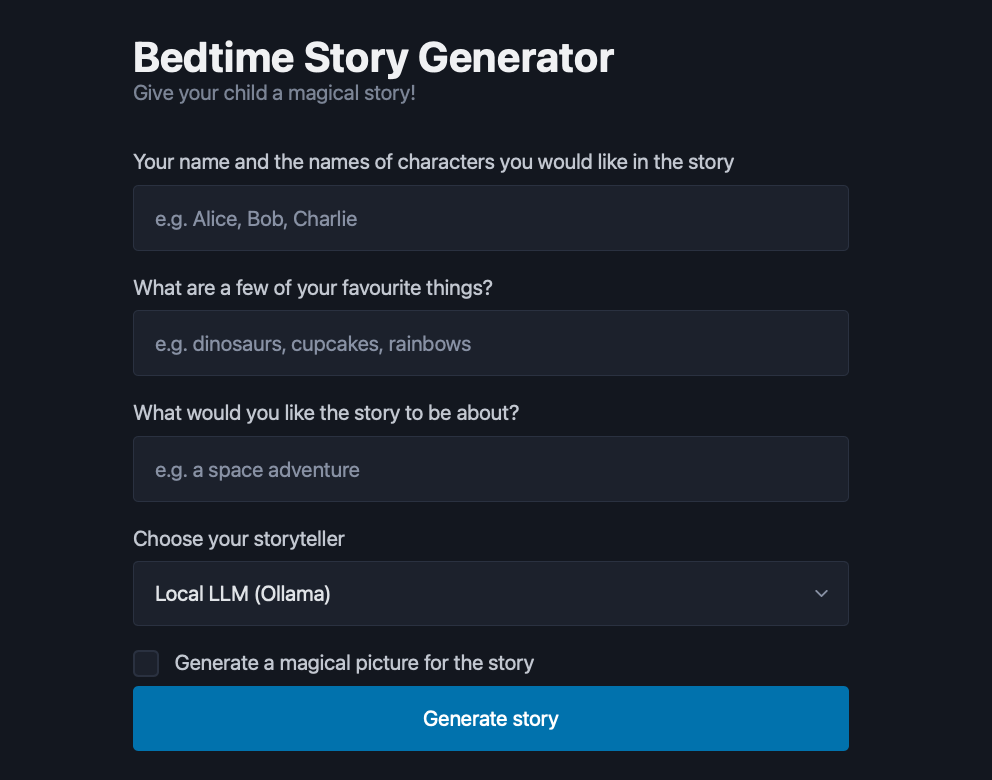 Bedtime Story Generator
Give your child a magical story!
Your name and the names of characters you would like in the story
e.g. Alice, Bob, Charlie
What are a few of your favourite things?
e.g. dinosaurs, cupcakes, rainbows
What would you like the story to be about?
e.g. a space adventure
Choose your storyteller
Local LLM (Ollama)
Generate a magical picture for the story
Generate story